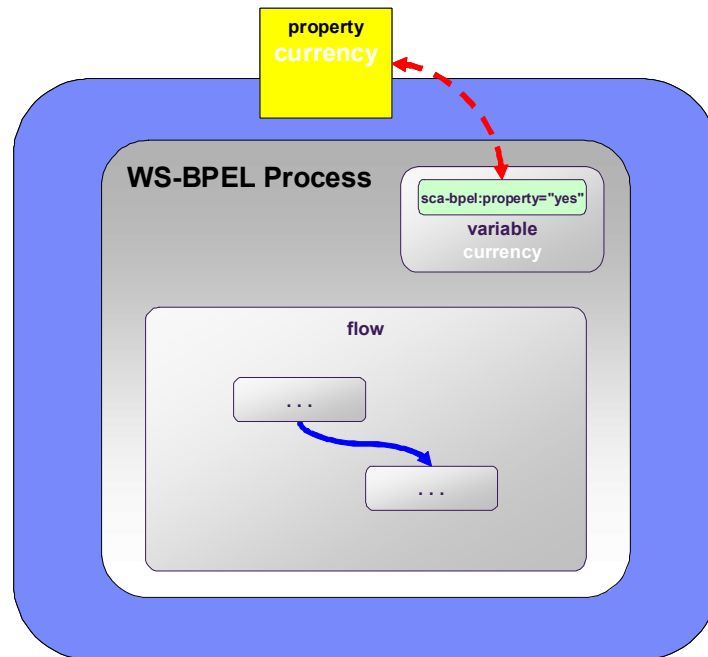 property
currency
WS-BPEL Process
sca-bpel:property="yes"
variable
currency
flow
. . .
. . .